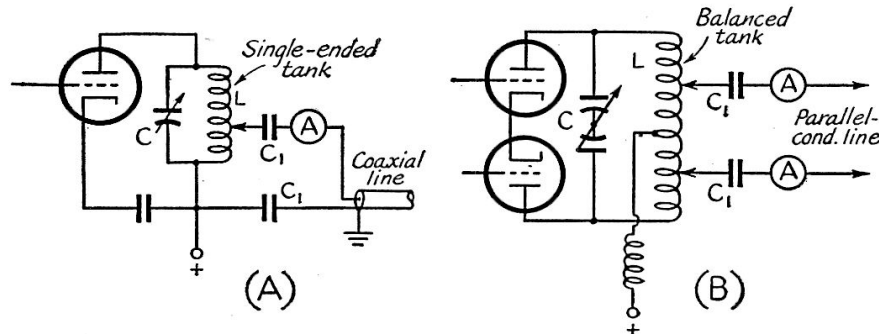 Single-ended
tank
L
C
C₁
A
Coaxial
line
C₁
+
(A)
Balanced
tank
L
C
C₁
A
Parallel-
cond. line
C₁
A
+
(B)